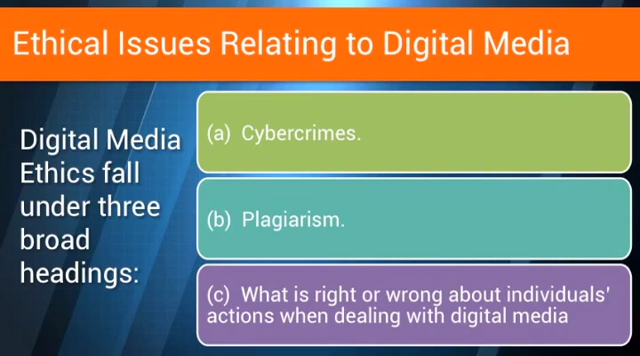 Ethical Issues Relating to Digital Media
Digital Media
Ethics fall
under three
broad
headings:
(a) Cybercrimes.
(b) Plagiarism.
(c) What is right or wrong about individuals'
actions when dealing with digital media